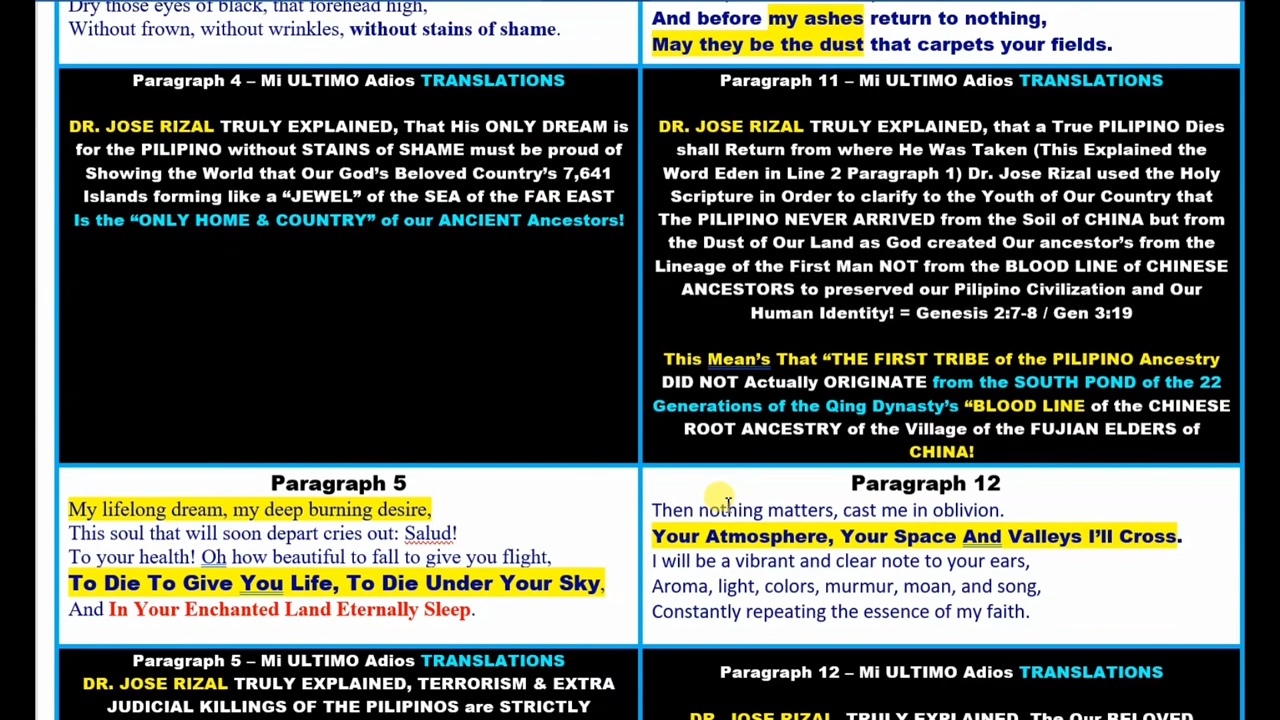 Dry those eyes of black, that forehead high,
Without frown, without wrinkles, without stains of shame.
Paragraph 4 – Mi ULTIMO Adios TRANSLATIONS
DR. JOSE RIZAL TRULY EXPLAINED, That His ONLY DREAM is
for the PILIPINO without STAINS of SHAME must be proud of
Showing the World that Our God's Beloved Country's 7,641
Islands forming like a “JEWEL” of the SEA of the FAR EAST
Is the “ONLY HOME & COUNTRY” of our ANCIENT Ancestors!
Paragraph 5
My lifelong dream, my deep burning desire,
This soul that will soon depart cries out: Salud!
To your health! Oh how beautiful to fall to give you flight,
To Die To Give You Life, To Die Under Your Sky,
And In Your Enchanted Land Eternally Sleep.
Paragraph 5 – Mi ULTIMO Adios TRANSLATIONS
DR. JOSE RIZAL TRULY EXPLAINED, TERRORISM & EXTRA
JUDICIAL KILLINGS OF THE PILIPINOS are STRICTLY
And before my ashes return to nothing,
May they be the dust that carpets your fields.
Paragraph 11 – Mi ULTIMO Adios TRANSLATIONS
DR. JOSE RIZAL TRULY EXPLAINED, that a True PILIPINO Dies
shall Return from where He Was Taken (This Explained the
Word Eden in Line 2 Paragraph 1) Dr. Jose Rizal used the Holy
Scripture in Order to clarify to the Youth of Our Country that
The PILIPINO NEVER ARRIVED from the Soil of CHINA but from
the Dust of Our Land as God created Our ancestor's from the
Lineage of the First Man NOT from the BLOOD LINE of CHINESE
ANCESTORS to preserved our Pilipino Civilization and Our
Human Identity! = Genesis 2:7-8 / Gen 3:19
This Mean's That “THE FIRST TRIBE of the PILIPINO Ancestry
DID NOT Actually ORIGINATE from the SOUTH POND of the 22
Generations of the Qing Dynasty's “BLOOD LINE of the CHINESE
ROOT ANCESTRY of the Village of the FUJIAN ELDERS of
CHINA!
Paragraph 12
Then nothing matters, cast me in oblivion.
Your Atmosphere, Your Space And Valleys I'll Cross.
I will be a vibrant and clear note to your ears,
Aroma, light, colors, murmur, moan, and song,
Constantly repeating the essence of my faith.
Paragraph 12 – Mi ULTIMO Adios TRANSLATIONS
DR. JOSE RIZAL TRULY EXPLAINED, The Our BELOVED